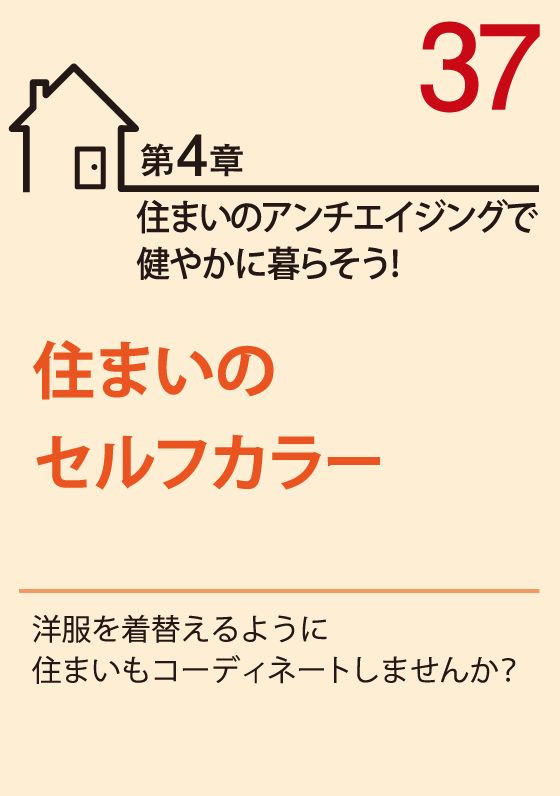 37
第4章
住まいのアンチエイジングで
健やかに暮らそう!
住まいの
セルフカラー
洋服を着替えるように
住まいもコーディネートしませんか？